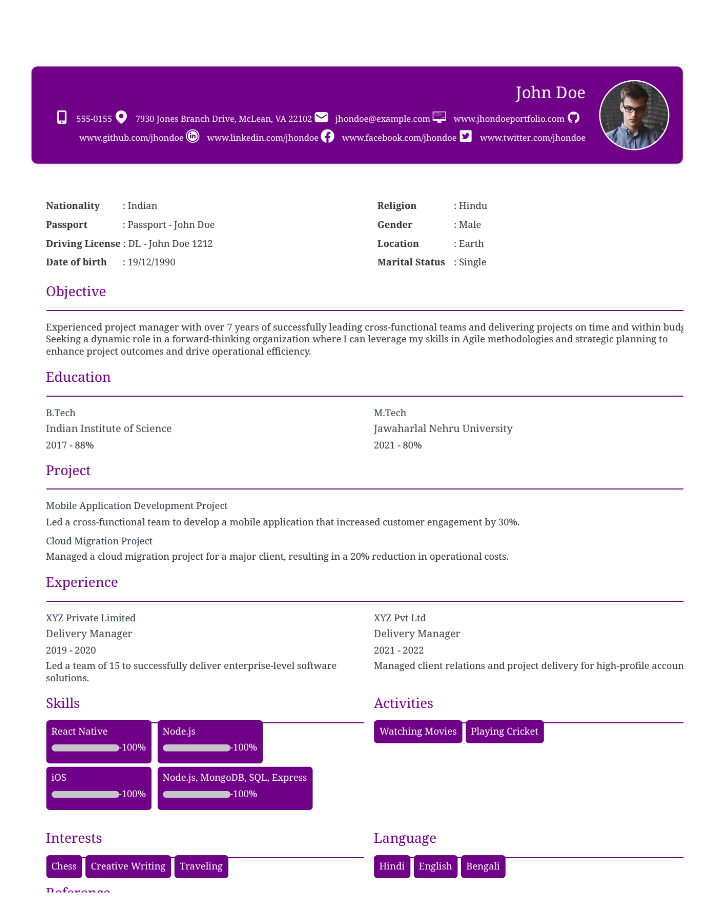 John Doe
555-0155 7930 Jones Branch Drive, McLean, VA 22102 jhondoe@example.com www.jhondoeportfolio.com
www.github.com/jhondoe www.linkedin.com/jhondoe www.facebook.com/jhondoe www.twitter.com/jhondoe
Nationality : Indian
Religion : Hindu
Passport : Passport - John Doe
Gender : Male
Driving License : DL - John Doe 1212
Location : Earth
Date of birth : 19/12/1990
Marital Status : Single
Objective
Experienced project manager with over 7 years of successfully leading cross-functional teams and delivering projects on time and within budg
Seeking a dynamic role in a forward-thinking organization where I can leverage my skills in Agile methodologies and strategic planning to
enhance project outcomes and drive operational efficiency.
Education
B.Tech
Indian Institute of Science
2017 - 88%
M.Tech
Jawaharlal Nehru University
2021 - 80%
Project
Mobile Application Development Project
Led a cross-functional team to develop a mobile application that increased customer engagement by 30%.
Cloud Migration Project
Managed a cloud migration project for a major client, resulting in a 20% reduction in operational costs.
Experience
XYZ Private Limited
Delivery Manager
2019 - 2020
Led a team of 15 to successfully deliver enterprise-level software
solutions.
XYZ Pvt Ltd
Delivery Manager
2021 - 2022
Managed client relations and project delivery for high-profile accoun
Skills
React Native
-100%
Node.js
-100%
iOS
-100%
Node.js, MongoDB, SQL, Express
-100%
Activities
Watching Movies
Playing Cricket
Interests
Chess
Creative Writing
Traveling
Language
Hindi
English
Bengali
Reference